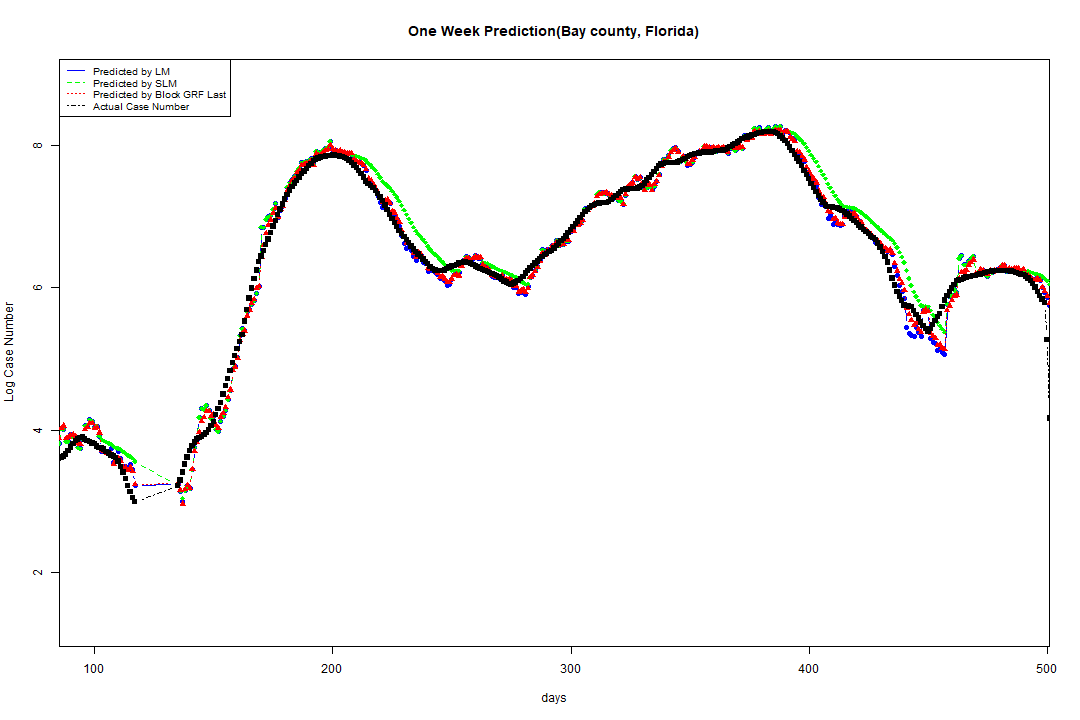 One Week Prediction(Bay county, Florida)
Predicted by LM
Predicted by SLM
Predicted by Block GRF Last
Actual Case Number
8
6
4
2
Log Case Number
100 200 300 400 500
days